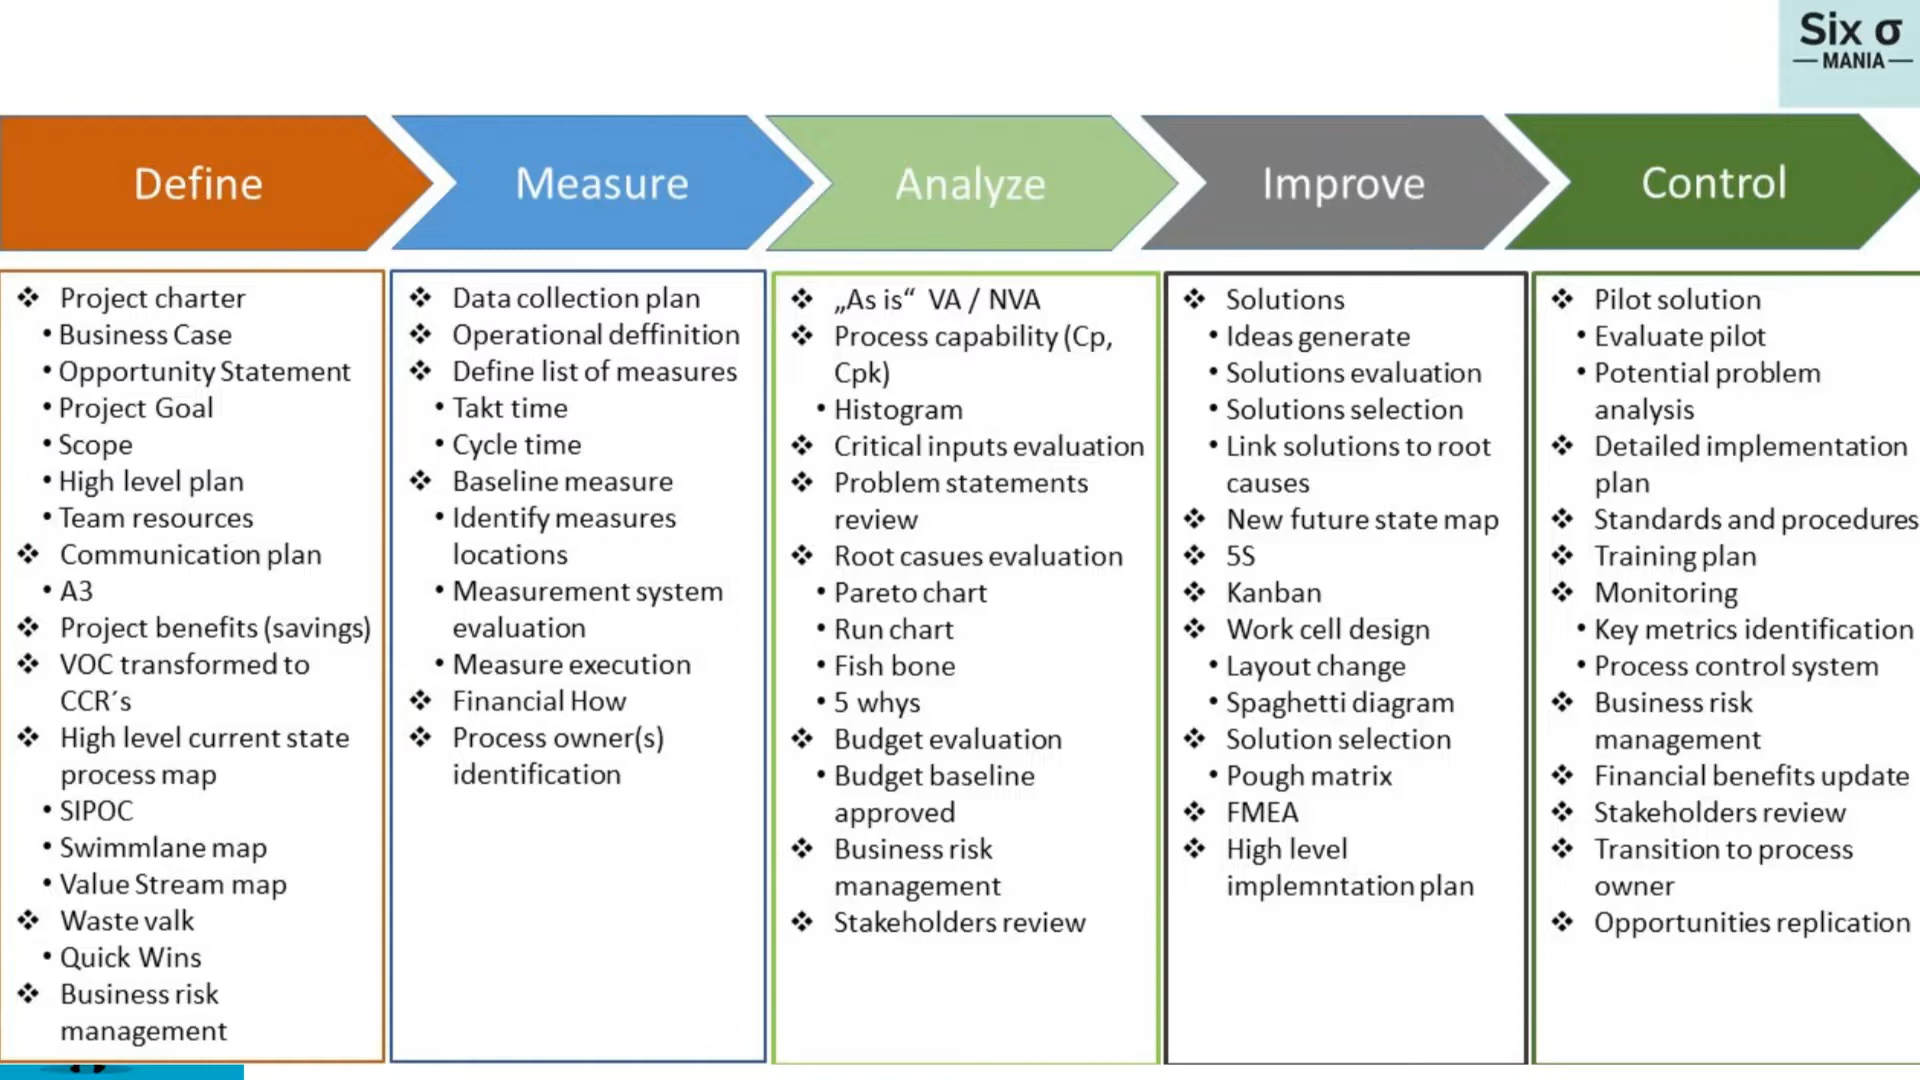 Six σ
MANIA
Define
Measure
Analyze
Improve
Control
❖ Project charter
• Business Case
• Opportunity Statement
• Project Goal
• Scope
• High level plan
• Team resources
❖ Communication plan
• A3
❖ Project benefits (savings)
❖ VOC transformed to
CCR´s
❖ High level current state
process map
• SIPOC
• Swimmlane map
• Value Stream map
❖ Waste valk
• Quick Wins
❖ Business risk
management
❖ Data collection plan
❖ Operational deffinition
❖ Define list of measures
• Takt time
• Cycle time
❖ Baseline measure
• Identify measures
locations
• Measurement system
evaluation
• Measure execution
❖ Financial How
❖ Process owner(s)
identification
❖ „As is“ VA / NVA
❖ Process capability (Cp,
Cpk)
• Histogram
❖ Critical inputs evaluation
❖ Problem statements
review
❖ Root casues evaluation
• Pareto chart
• Run chart
• Fish bone
• 5 whys
❖ Budget evaluation
• Budget baseline
approved
❖ Business risk
management
❖ Stakeholders review
❖ Solutions
• Ideas generate
• Solutions evaluation
• Solutions selection
• Link solutions to root
causes
❖ New future state map
❖ 5S
❖ Kanban
❖ Work cell design
• Layout change
• Spaghetti diagram
❖ Solution selection
• Pough matrix
❖ FMEA
❖ High level
implemntation plan
❖ Pilot solution
• Evaluate pilot
• Potential problem
analysis
❖ Detailed implementation
plan
❖ Standards and procedures
❖ Training plan
❖ Monitoring
• Key metrics identification
• Process control system
❖ Business risk
management
❖ Financial benefits update
❖ Stakeholders review
❖ Transition to process
owner
❖ Opportunities replication